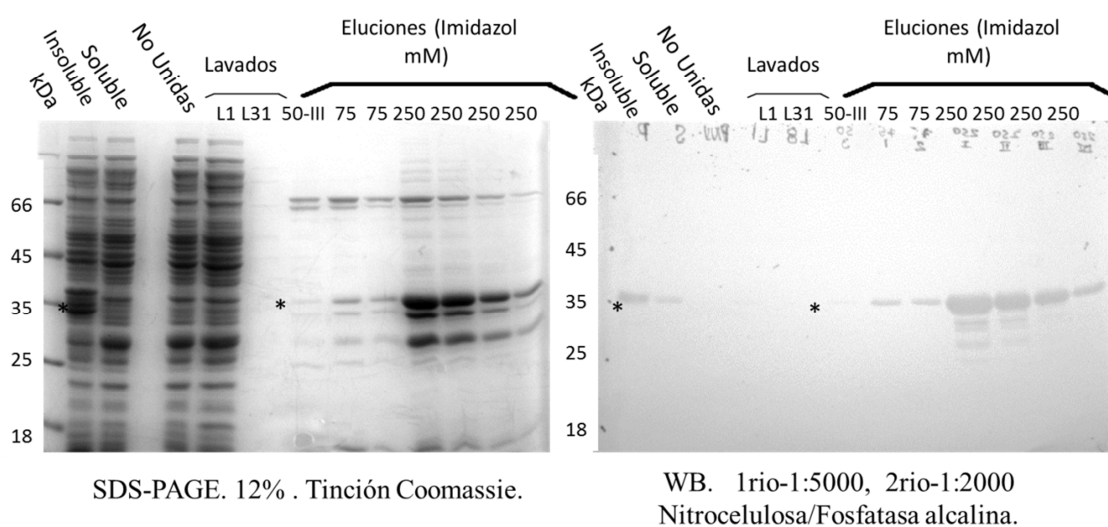 Eluciones (Imidazol
mM)
Lavados
kDa
Insoluble
Soluble
No Unidas
L1 L31 50-III 75 75 250 250 250 250
66
45
35
25
18
*
*
SDS-PAGE. 12% . Tinción Coomassie.
Eluciones (Imidazol
mM)
Lavados
kDa
Insoluble
Soluble
No Unidas
L1 L31 50-III 75 75 250 250 250 250
66
45
35
25
18
*
*
WB. 1rio-1:5000, 2rio-1:2000
Nitrocelulosa/Fosfatasa alcalina.